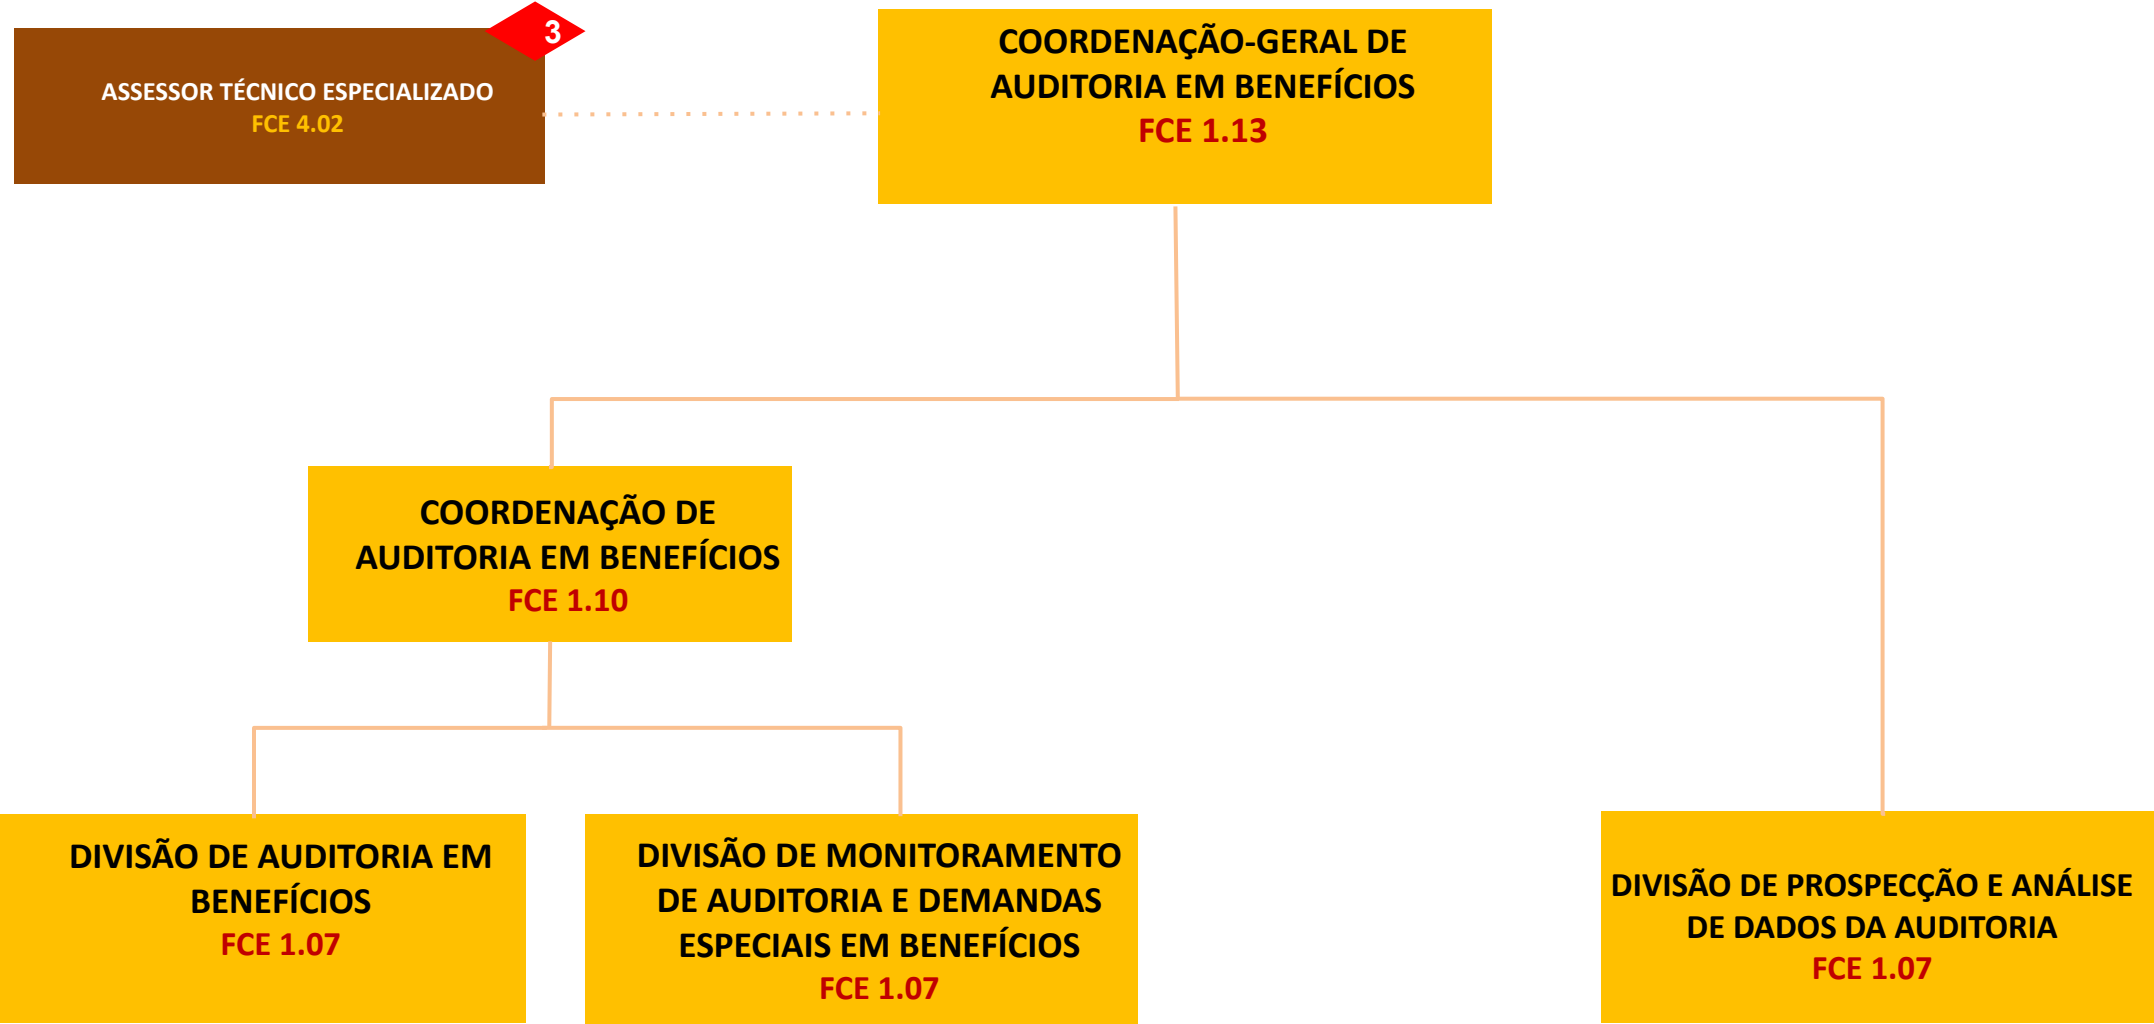 3
ASSESSOR TÉCNICO ESPECIALIZADO
FCE 4.02
COORDENAÇÃO-GERAL DE
AUDITORIA EM BENEFÍCIOS
FCE 1.13
COORDENAÇÃO DE
AUDITORIA EM BENEFÍCIOS
FCE 1.10
DIVISÃO DE AUDITORIA EM
BENEFÍCIOS
FCE 1.07
DIVISÃO DE MONITORAMENTO
DE AUDITORIA E DEMANDAS
ESPECIAIS EM BENEFÍCIOS
FCE 1.07
DIVISÃO DE PROSPECÇÃO E ANÁLISE
DE DADOS DA AUDITORIA
FCE 1.07